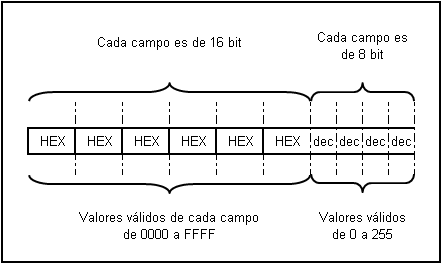 Cada campo es de 16 bit
Cada campo es
de 8 bit
HEX HEX HEX HEX HEX HEX dec dec dec dec
Valores válidos de cada campo
de 0000 a FFFF
Valores válidos
de 0 a 255